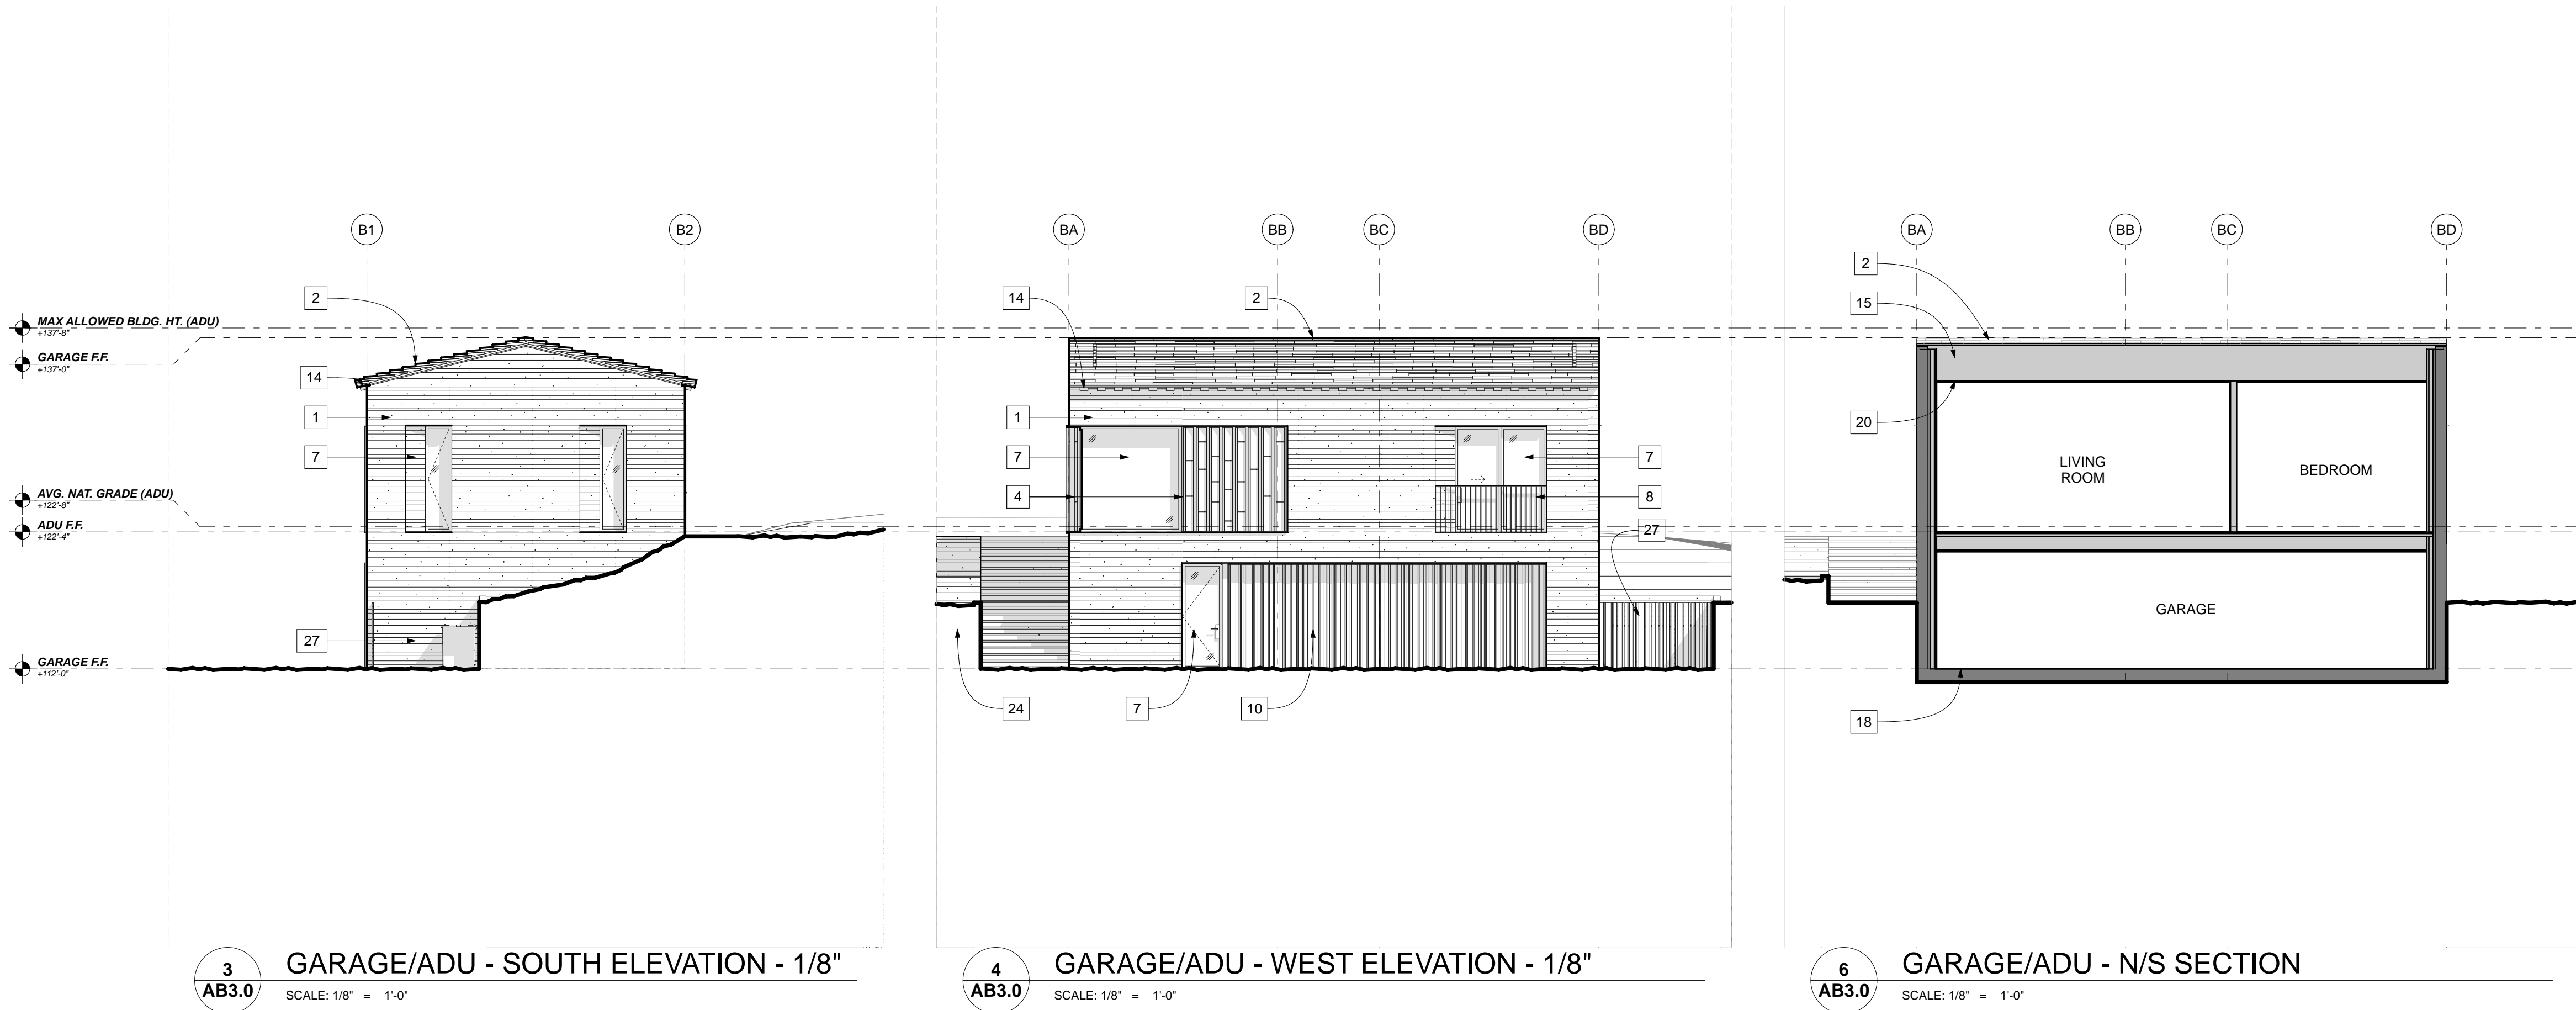 B1
B2
2
14
1
7
27
MAX ALLOWED BLDG. HT. (ADU)
+137'-8"
GARAGE F.F.
+137'-0"
AVG. NAT. GRADE (ADU)
+122'-8"
ADU F.F.
+122'-4"
GARAGE F.F.
+112'-0"
3
AB3.0
GARAGE/ADU - SOUTH ELEVATION - 1/8"
SCALE: 1/8" = 1'-0"
BA
BB
BC
BD
14
2
1
7
4
7
8
27
24
7
10
4
AB3.0
GARAGE/ADU - WEST ELEVATION - 1/8"
SCALE: 1/8" = 1'-0"
BA
BB
BC
BD
2
15
20
LIVING
ROOM
BEDROOM
GARAGE
18
6
AB3.0
GARAGE/ADU - N/S SECTION
SCALE: 1/8" = 1'-0"